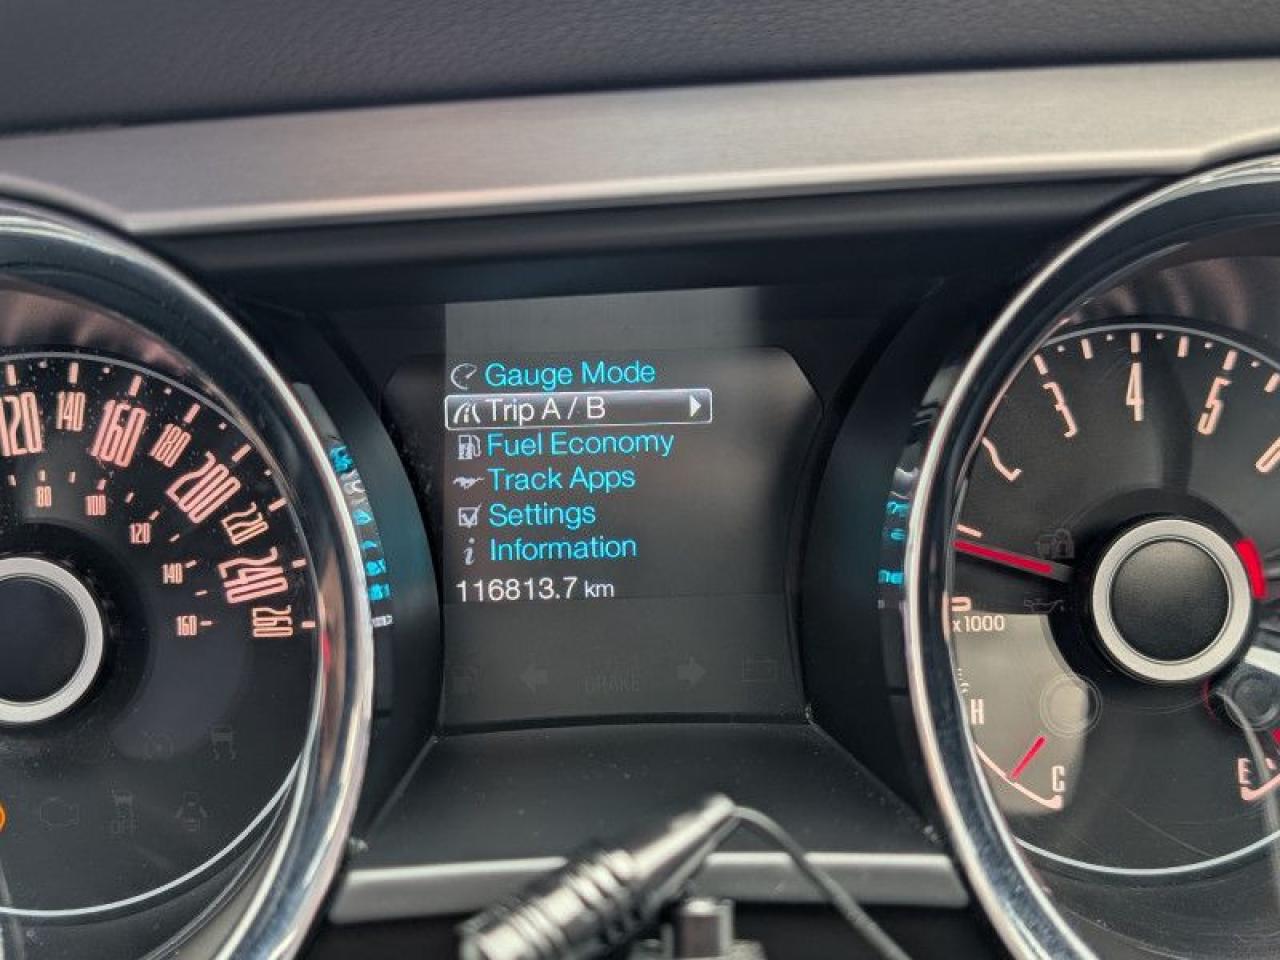 Gauge Mode
Trip A / B
Fuel Economy
Track Apps
Settings
Information
116813.7 km
BRAKE
120
140
160
180
200
220
240
260
80
100
120
140
160
3
4
5
x1000
H
C
E